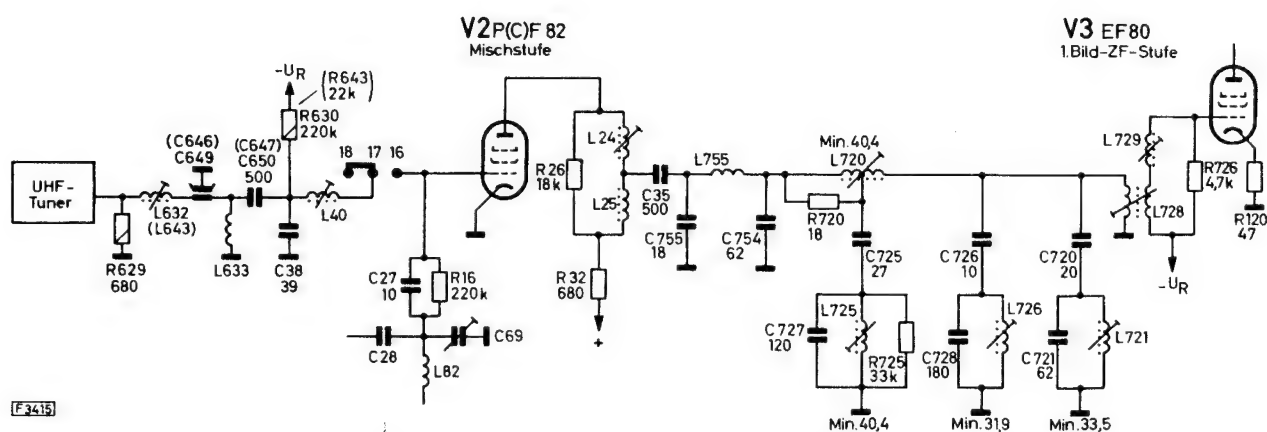 V2 P(C)F 82
Mischstufe
V3 EF80
1. Bild-ZF-Stufe
-UR
(R643)
22k
R630
220k
(C646)
C649
(C647)
C650
500
18 17 16
UHF-
Tuner
L632
(L643)
L40
R629
680
L633
C38
39
C27
10
R16
220k
C28
C69
L82
L24
R26
18k
L25
C35
500
R32
680
+
L755
C755
18
C754
62
Min. 40,4
L720
R720
18
C725
27
C726
10
C720
20
L729
R726
4,7k
L728
R120
47
-UR
C727
120
L725
R725
33k
C728
180
L726
C721
62
L721
Min. 40,4
Min. 31,9
Min. 33,5
F3415